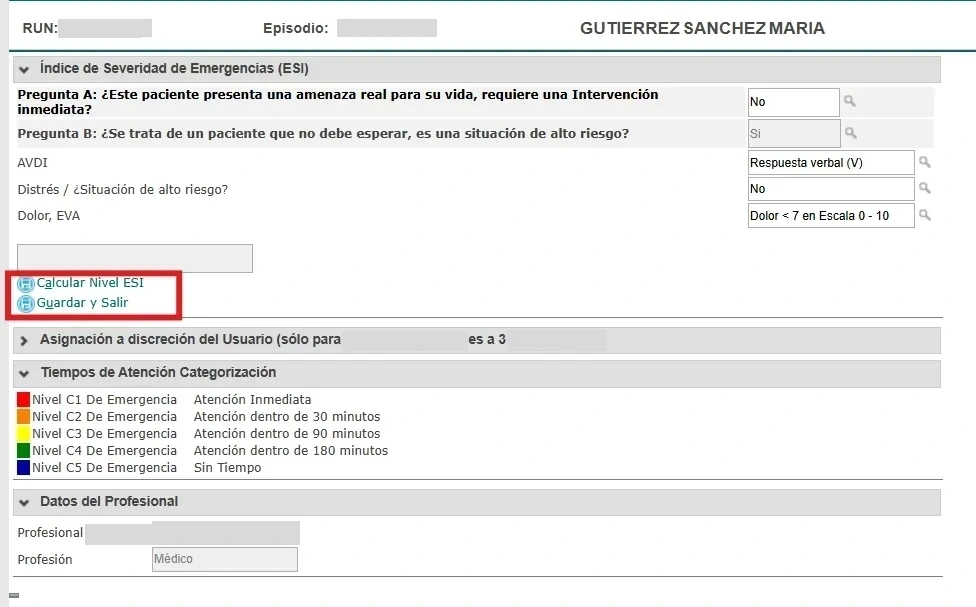 RUN: Episodio: GUTIERREZ SANCHEZ MARIA
Índice de Severidad de Emergencias (ESI)
Pregunta A: ¿Este paciente presenta una amenaza real para su vida, requiere una Intervención
inmediata? No
Pregunta B: ¿Se trata de un paciente que no debe esperar, es una situación de alto riesgo? Si
AVDI Respuesta verbal (V)
Distrés / ¿Situación de alto riesgo? No
Dolor, EVA Dolor < 7 en Escala 0 - 10
Calcular Nivel ESI
Guardar y Salir
Asignación a discreción del Usuario (sólo para es a 3
Tiempos de Atención Categorización
Nivel C1 De Emergencia Atención Inmediata
Nivel C2 De Emergencia Atención dentro de 30 minutos
Nivel C3 De Emergencia Atención dentro de 90 minutos
Nivel C4 De Emergencia Atención dentro de 180 minutos
Nivel C5 De Emergencia Sin Tiempo
Datos del Profesional
Profesional
Profesión Médico